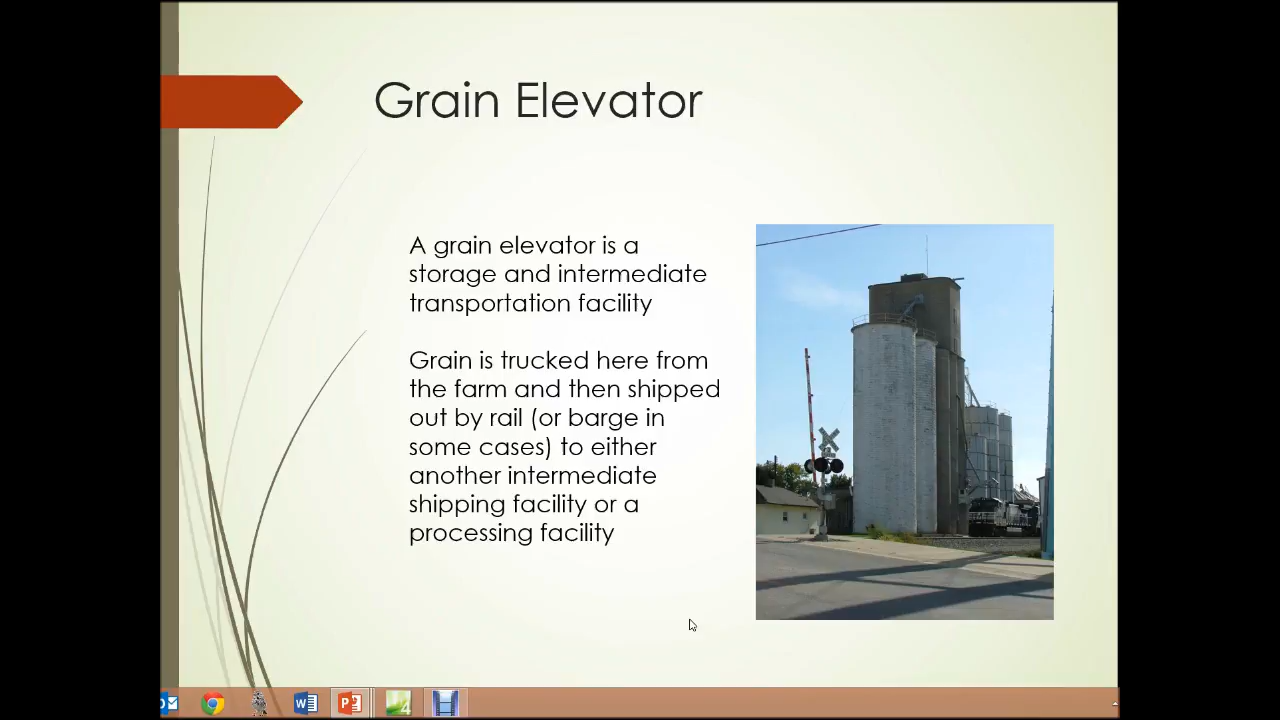 Grain Elevator
A grain elevator is a
storage and intermediate
transportation facility
Grain is trucked here from
the farm and then shipped
out by rail (or barge in
some cases) to either
another intermediate
shipping facility or a
processing facility